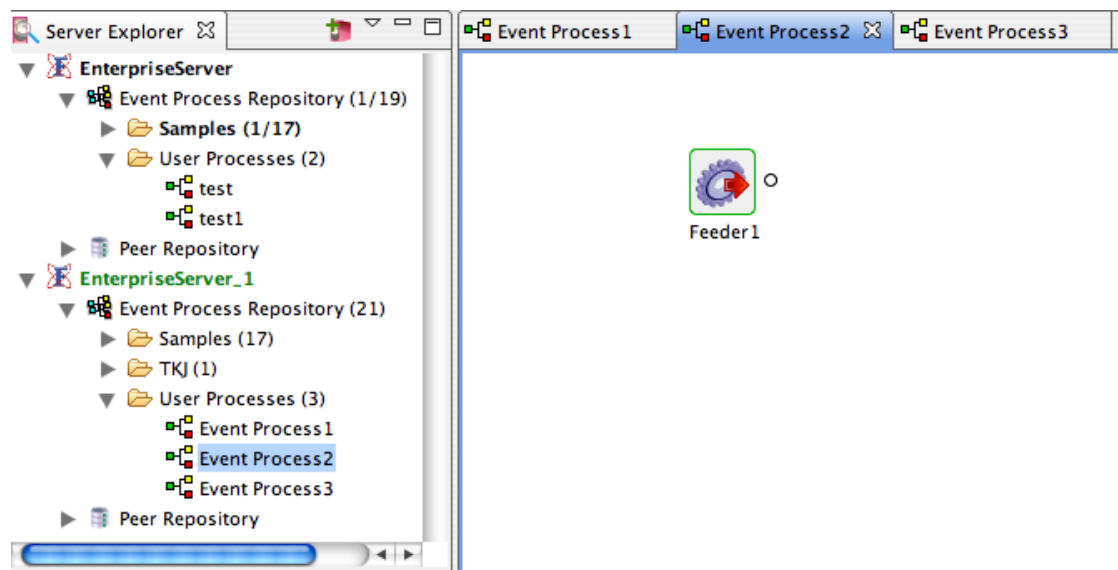 Server Explorer
EnterpriseServer
Event Process Repository (1/19)
Samples (1/17)
User Processes (2)
test
test1
Peer Repository
EnterpriseServer_1
Event Process Repository (21)
Samples (17)
TKJ (1)
User Processes (3)
Event Process1
Event Process2
Event Process3
Peer Repository
Event Process1 Event Process2 Event Process3
Feeder1